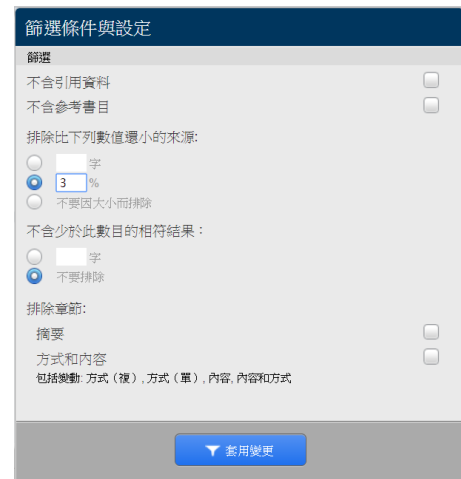 篩選條件與設定
篩選
不含引用資料
不含參考書目
排除比下列數值還小的來源:
字
3 %
不要因大小而排除
不含少於此數目的相符結果：
字
不要排除
排除章節:
摘要
方式和內容
包括變動: 方式（複）, 方式（單）, 內容, 內容和方式
套用變更